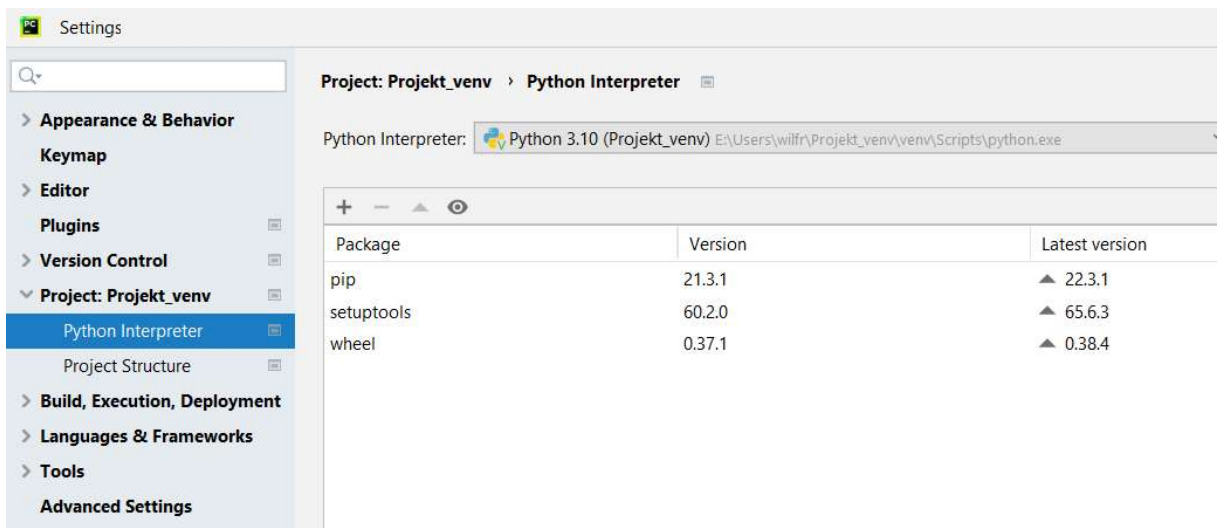 Settings
Appearance & Behavior
Keymap
Editor
Plugins
Version Control
Project: Projekt_venv
Python Interpreter
Project Structure
Build, Execution, Deployment
Languages & Frameworks
Tools
Advanced Settings
Project: Projekt_venv › Python Interpreter
Python Interpreter: Python 3.10 (Projekt_venv) E:\Users\wilfr\Projekt_venv\venv\Scripts\python.exe
Package Version Latest version
pip 21.3.1 22.3.1
setuptools 60.2.0 65.6.3
wheel 0.37.1 0.38.4